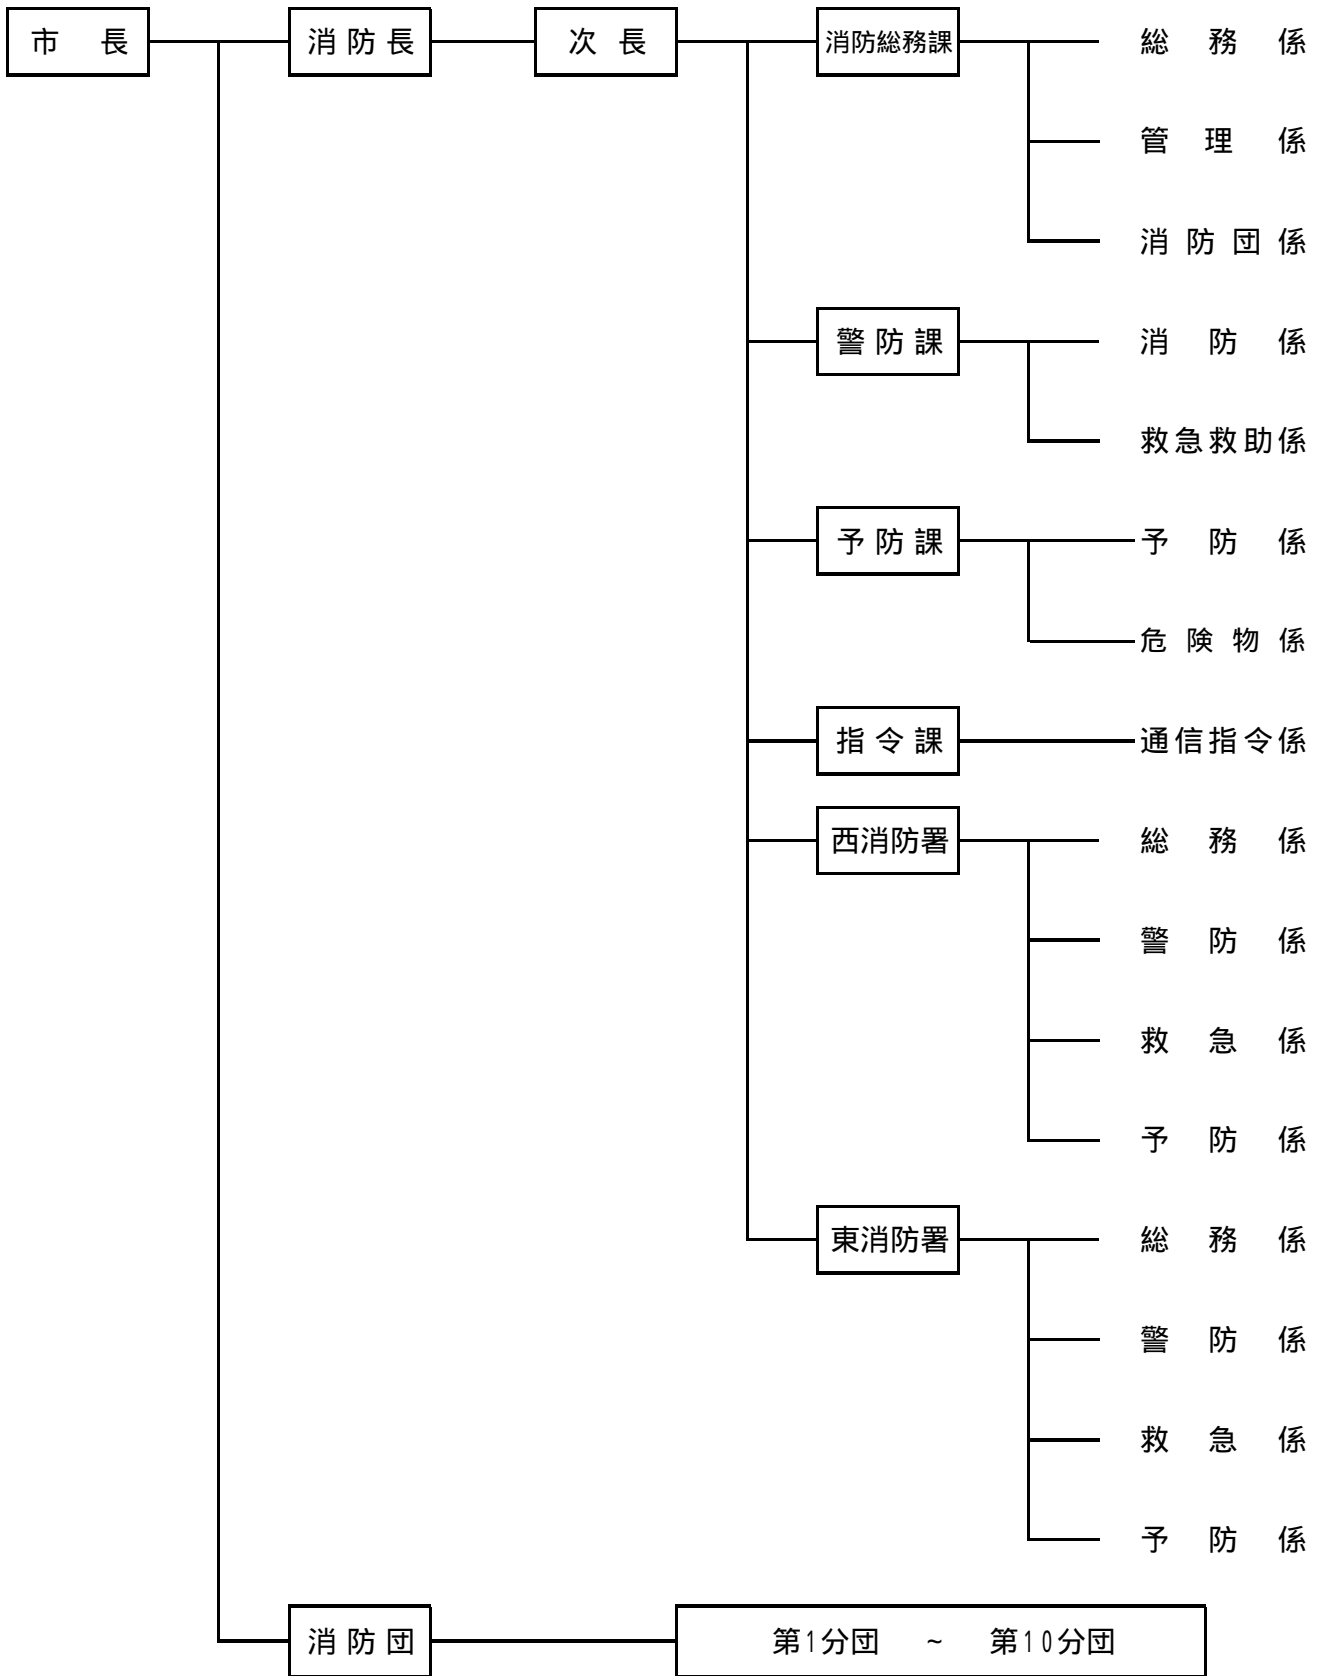 市長 消防長 次長 消防総務課 総務係
管理係
消防団係
警防課 消防係
救急救助係
予防課 予防係
危険物係
指令課 通信指令係
西消防署 総務係
警防係
救急係
予防係
東消防署 総務係
警防係
救急係
予防係
消防団 第1分団 ~ 第10分団